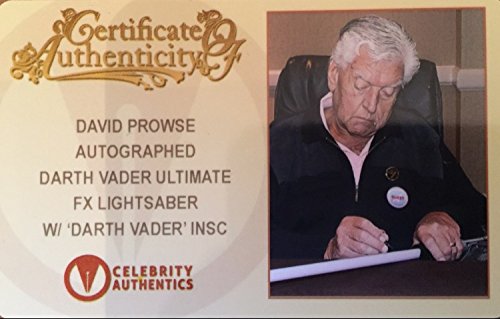 Certificate Of
Authenticity
DAVID PROWSE
AUTOGRAPHED
DARTH VADER ULTIMATE
FX LIGHTSABER
W/ 'DARTH VADER' INSC
CELEBRITY
AUTHENTICS